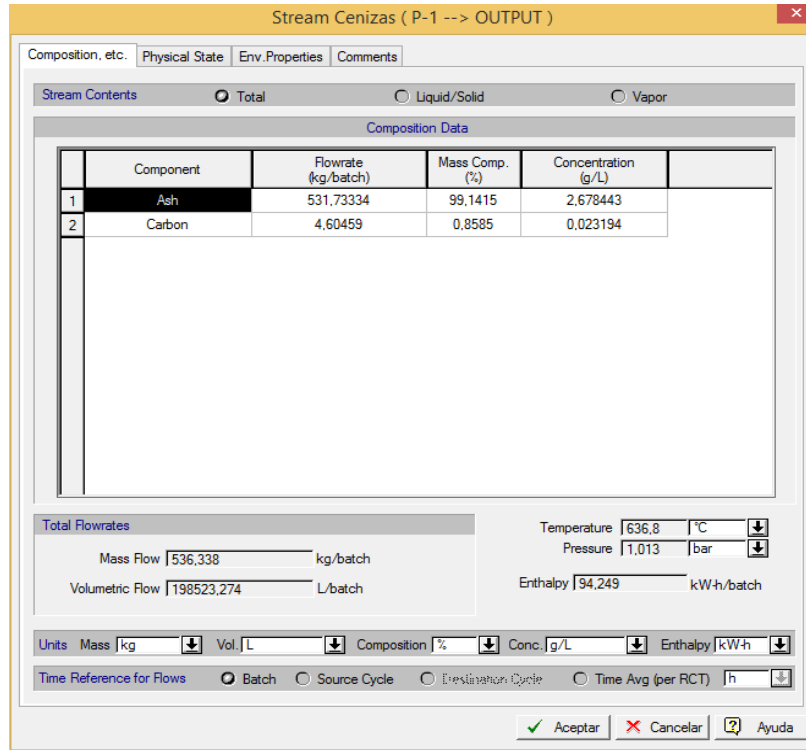 Stream Cenizas ( P-1 --> OUTPUT )
Composition, etc. Physical State Env.Properties Comments
Stream Contents Total Liquid/Solid Vapor
Composition Data
Component Flowrate (kg/batch) Mass Comp. (%) Concentration (g/L)
1 Ash 531,73334 99,1415 2,678443
2 Carbon 4,60459 0,8585 0,023194
Total Flowrates
Temperature 636,8 °C
Mass Flow 536,338 kg/batch
Pressure 1,013 bar
Volumetric Flow 198523,274 L/batch
Enthalpy 94,249 kW-h/batch
Units Mass kg Vol. L Composition % Conc. g/L Enthalpy kW-h
Time Reference for Flows Batch Source Cycle Destination Cycle Time Avg (per RCT) h
Aceptar Cancelar Ayuda